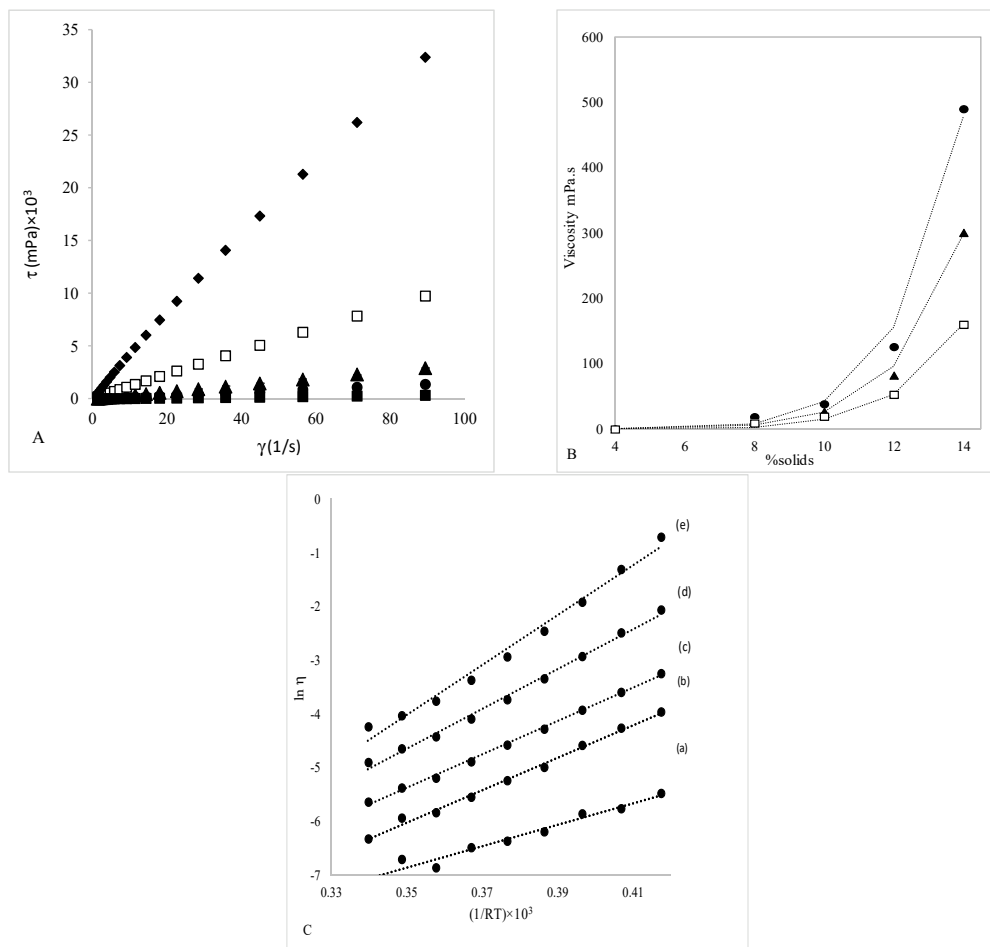 35
30
25
20
15
10
5
0
0 20 40 60 80 100
τ (mPa)×10³
γ(1/s)
A
600
500
400
300
200
100
0
4 6 8 10 12 14
Viscosity mPa.s
%solids
B
0
-1
-2
-3
-4
-5
-6
-7
0.33 0.35 0.37 0.39 0.41
ln η
(1/RT)×10³
(e)
(d)
(c)
(b)
(a)
C